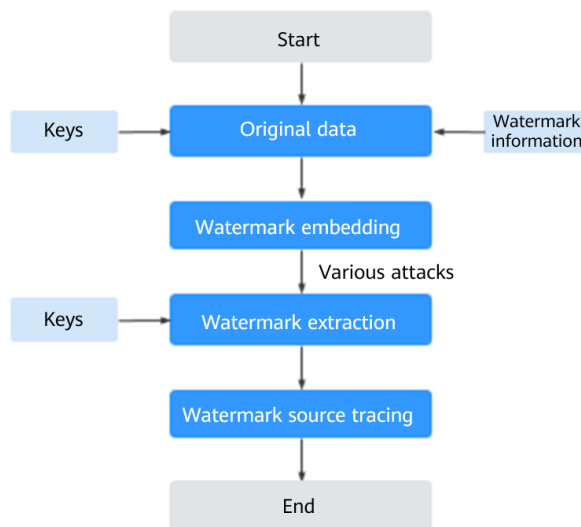 Start
Keys
Original data
Watermark
information
Watermark embedding
Various attacks
Keys
Watermark extraction
Watermark source tracing
End